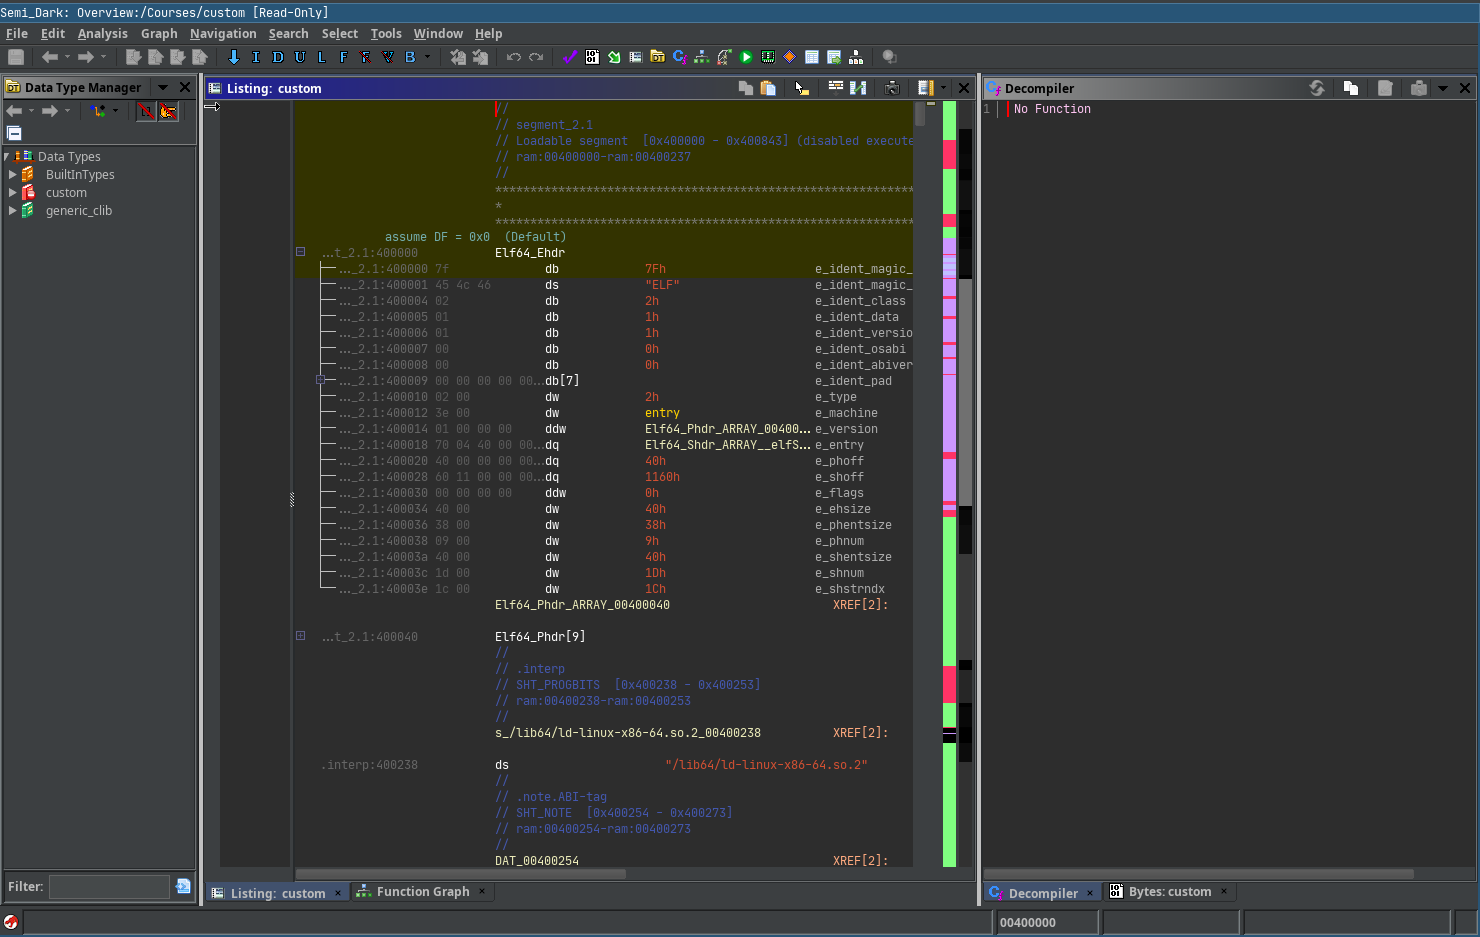 Semi_Dark: Overview:/Courses/custom [Read-Only]
File Edit Analysis Graph Navigation Search Select Tools Window Help
I D U L F F V B
DT Data Type Manager
Data Types
BuiltInTypes
custom
generic_clib
Filter:
Listing: custom
//
// segment_2.1
// Loadable segment [0x400000 - 0x400843] (disabled execute
// ram:00400000-ram:00400237
//
************************************************************
*
************************************************************
assume DF = 0x0 (Default)
...t_2.1:400000 Elf64_Ehdr
..._2.1:400000 7f db 7Fh e_ident_magic_
..._2.1:400001 45 4c 46 ds "ELF" e_ident_magic_
..._2.1:400004 02 db 2h e_ident_class
..._2.1:400005 01 db 1h e_ident_data
..._2.1:400006 01 db 1h e_ident_versio
..._2.1:400007 00 db 0h e_ident_osabi
..._2.1:400008 00 db 0h e_ident_abiver
..._2.1:400009 00 00 00 00 00...db[7] e_ident_pad
..._2.1:400010 02 00 dw 2h e_type
..._2.1:400012 3e 00 dw entry e_machine
..._2.1:400014 01 00 00 00 ddw Elf64_Phdr_ARRAY_00400... e_version
..._2.1:400018 70 04 40 00 00...dq Elf64_Shdr_ARRAY__elfS... e_entry
..._2.1:400020 40 00 00 00 00...dq 40h e_phoff
..._2.1:400028 60 11 00 00 00...dq 1160h e_shoff
..._2.1:400030 00 00 00 00 ddw 0h e_flags
..._2.1:400034 40 00 dw 40h e_ehsize
..._2.1:400036 38 00 dw 38h e_phentsize
..._2.1:400038 09 00 dw 9h e_phnum
..._2.1:40003a 40 00 dw 40h e_shentsize
..._2.1:40003c 1d 00 dw 1Dh e_shnum
..._2.1:40003e 1c 00 dw 1Ch e_shstrndx
Elf64_Phdr_ARRAY_00400040 XREF[2]:
...t_2.1:400040 Elf64_Phdr[9]
//
// .interp
// SHT_PROGBITS [0x400238 - 0x400253]
// ram:00400238-ram:00400253
//
s_/lib64/ld-linux-x86-64.so.2_00400238 XREF[2]:
.interp:400238 ds "/lib64/ld-linux-x86-64.so.2"
//
// .note.ABI-tag
// SHT_NOTE [0x400254 - 0x400273]
// ram:00400254-ram:00400273
//
DAT_00400254 XREF[2]:
Listing: custom × Function Graph ×
Decompiler
1 No Function
Decompiler × Bytes: custom ×
00400000